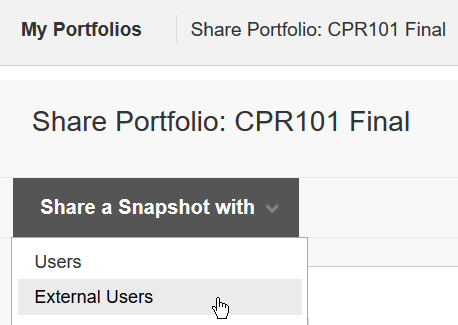 My Portfolios Share Portfolio: CPR101 Final
Share Portfolio: CPR101 Final
Share a Snapshot with
Users
External Users